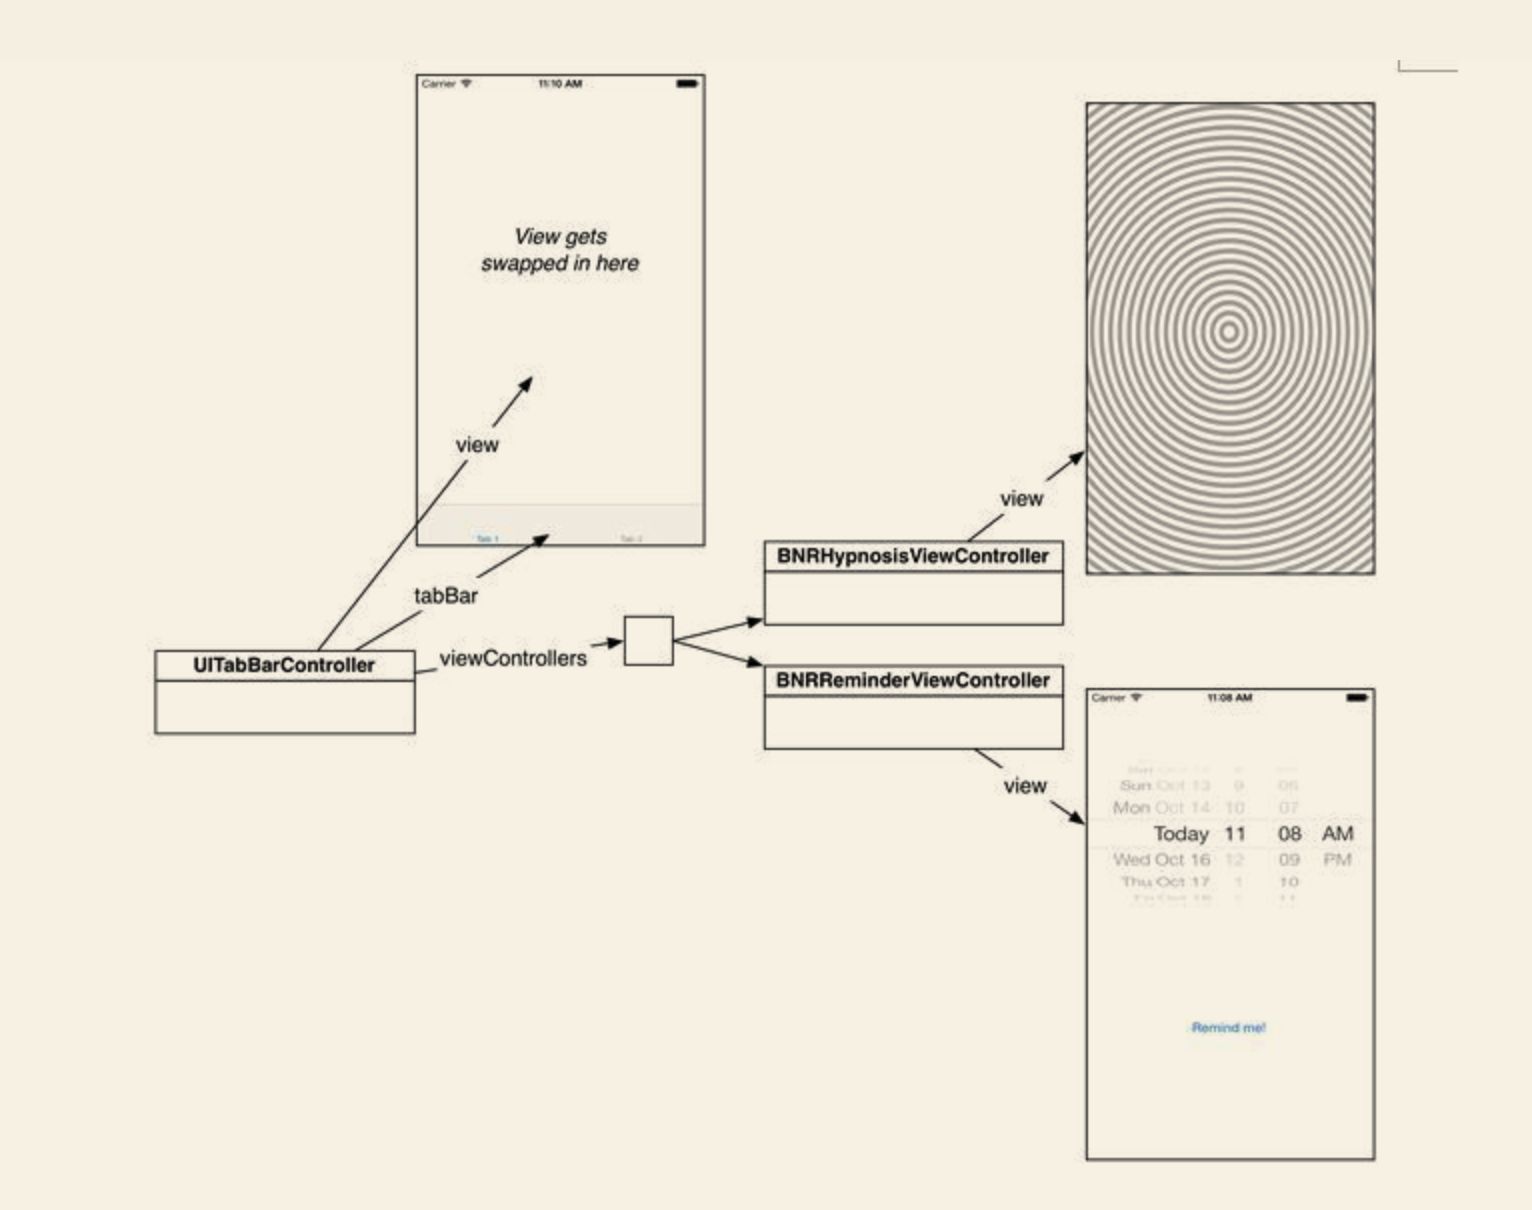 Carrier
11:10 AM
View gets
swapped in here
view
Tab 1
Tab 2
tabBar
UITabBarController
viewControllers
BNRHypnosisViewController
view
BNRReminderViewController
view
Carrier
11:08 AM
Sun Oct 13 9 06
Mon Oct 14 10 07
Today 11 08 AM
Wed Oct 16 12 09 PM
Thu Oct 17 1 10
Remind me!